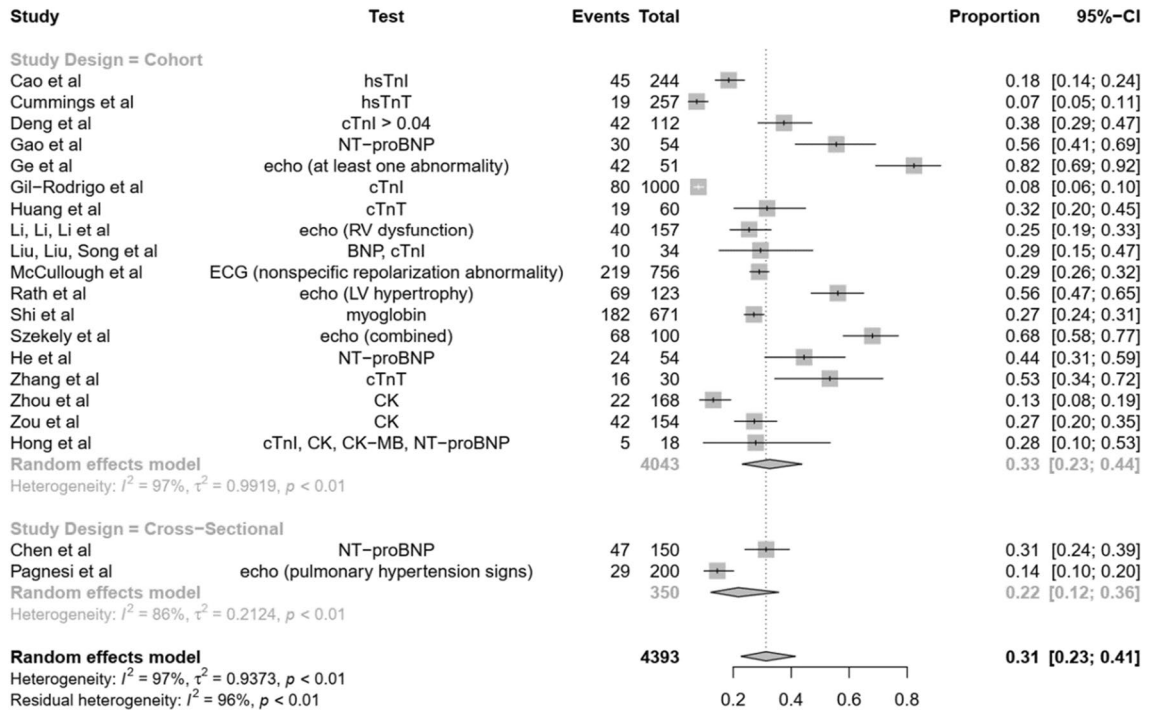 Study Test Events Total Proportion 95%−CI
Study Design = Cohort
Cao et al hsTnI 45 244 0.18 [0.14; 0.24]
Cummings et al hsTnT 19 257 0.07 [0.05; 0.11]
Deng et al cTnI > 0.04 42 112 0.38 [0.29; 0.47]
Gao et al NT−proBNP 30 54 0.56 [0.41; 0.69]
Ge et al echo (at least one abnormality) 42 51 0.82 [0.69; 0.92]
Gil−Rodrigo et al cTnI 80 1000 0.08 [0.06; 0.10]
Huang et al cTnT 19 60 0.32 [0.20; 0.45]
Li, Li, Li et al echo (RV dysfunction) 40 157 0.25 [0.19; 0.33]
Liu, Liu, Song et al BNP, cTnI 10 34 0.29 [0.15; 0.47]
McCullough et al ECG (nonspecific repolarization abnormality) 219 756 0.29 [0.26; 0.32]
Rath et al echo (LV hypertrophy) 69 123 0.56 [0.47; 0.65]
Shi et al myoglobin 182 671 0.27 [0.24; 0.31]
Szekely et al echo (combined) 68 100 0.68 [0.58; 0.77]
He et al NT−proBNP 24 54 0.44 [0.31; 0.59]
Zhang et al cTnT 16 30 0.53 [0.34; 0.72]
Zhou et al CK 22 168 0.13 [0.08; 0.19]
Zou et al CK 42 154 0.27 [0.20; 0.35]
Hong et al cTnI, CK, CK−MB, NT−proBNP 5 18 0.28 [0.10; 0.53]
Random effects model 4043 0.33 [0.23; 0.44]
Heterogeneity: I² = 97%, τ² = 0.9919, p < 0.01
Study Design = Cross−Sectional
Chen et al NT−proBNP 47 150 0.31 [0.24; 0.39]
Pagnesi et al echo (pulmonary hypertension signs) 29 200 0.14 [0.10; 0.20]
Random effects model 350 0.22 [0.12; 0.36]
Heterogeneity: I² = 86%, τ² = 0.2124, p < 0.01
Random effects model 4393 0.31 [0.23; 0.41]
Heterogeneity: I² = 97%, τ² = 0.9373, p < 0.01
Residual heterogeneity: I² = 96%, p < 0.01
0.2 0.4 0.6 0.8